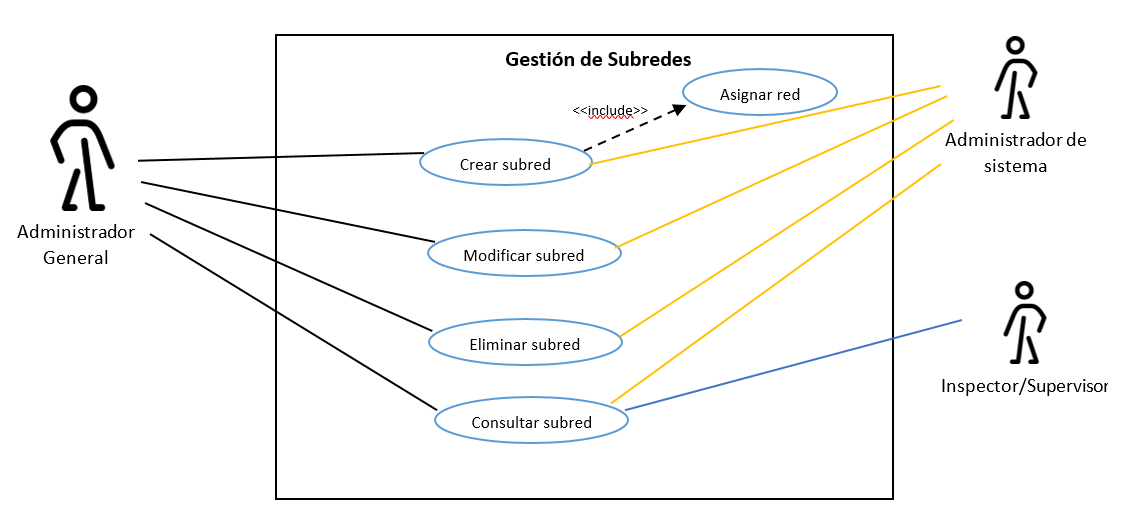 Gestión de Subredes
Asignar red
<<include>>
Crear subred
Modificar subred
Eliminar subred
Consultar subred
Administrador
General
Administrador de
sistema
Inspector/Supervisor